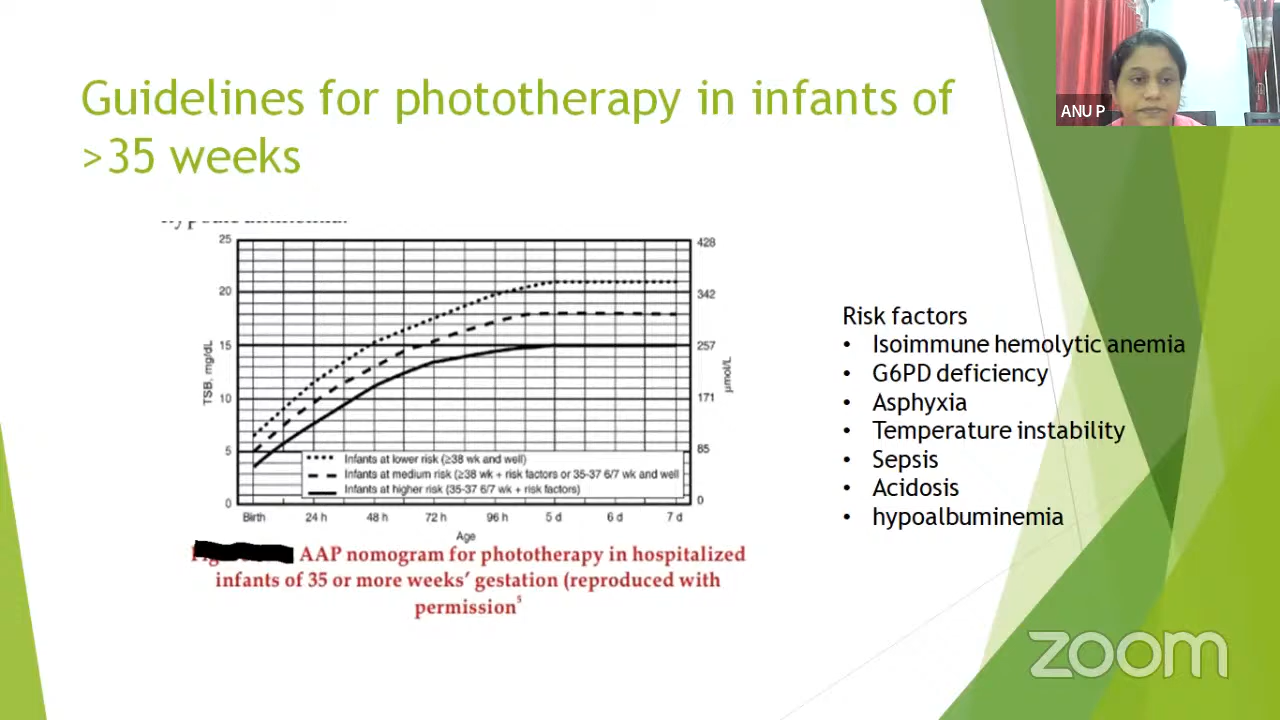 Guidelines for phototherapy in infants of
>35 weeks
ANU P
25
20
15
10
5
0
TSB, mg/dL
428
342
257
171
85
0
µmol/L
Infants at lower risk (≥38 wk and well)
Infants at medium risk (≥38 wk + risk factors or 35-37 6/7 wk and well
Infants at higher risk (35-37 6/7 wk + risk factors)
Birth 24 h 48 h 72 h 96 h 5 d 6 d 7 d
Age
AAP nomogram for phototherapy in hospitalized
infants of 35 or more weeks' gestation (reproduced with
permission5
Risk factors
• Isoimmune hemolytic anemia
• G6PD deficiency
• Asphyxia
• Temperature instability
• Sepsis
• Acidosis
• hypoalbuminemia
zoom